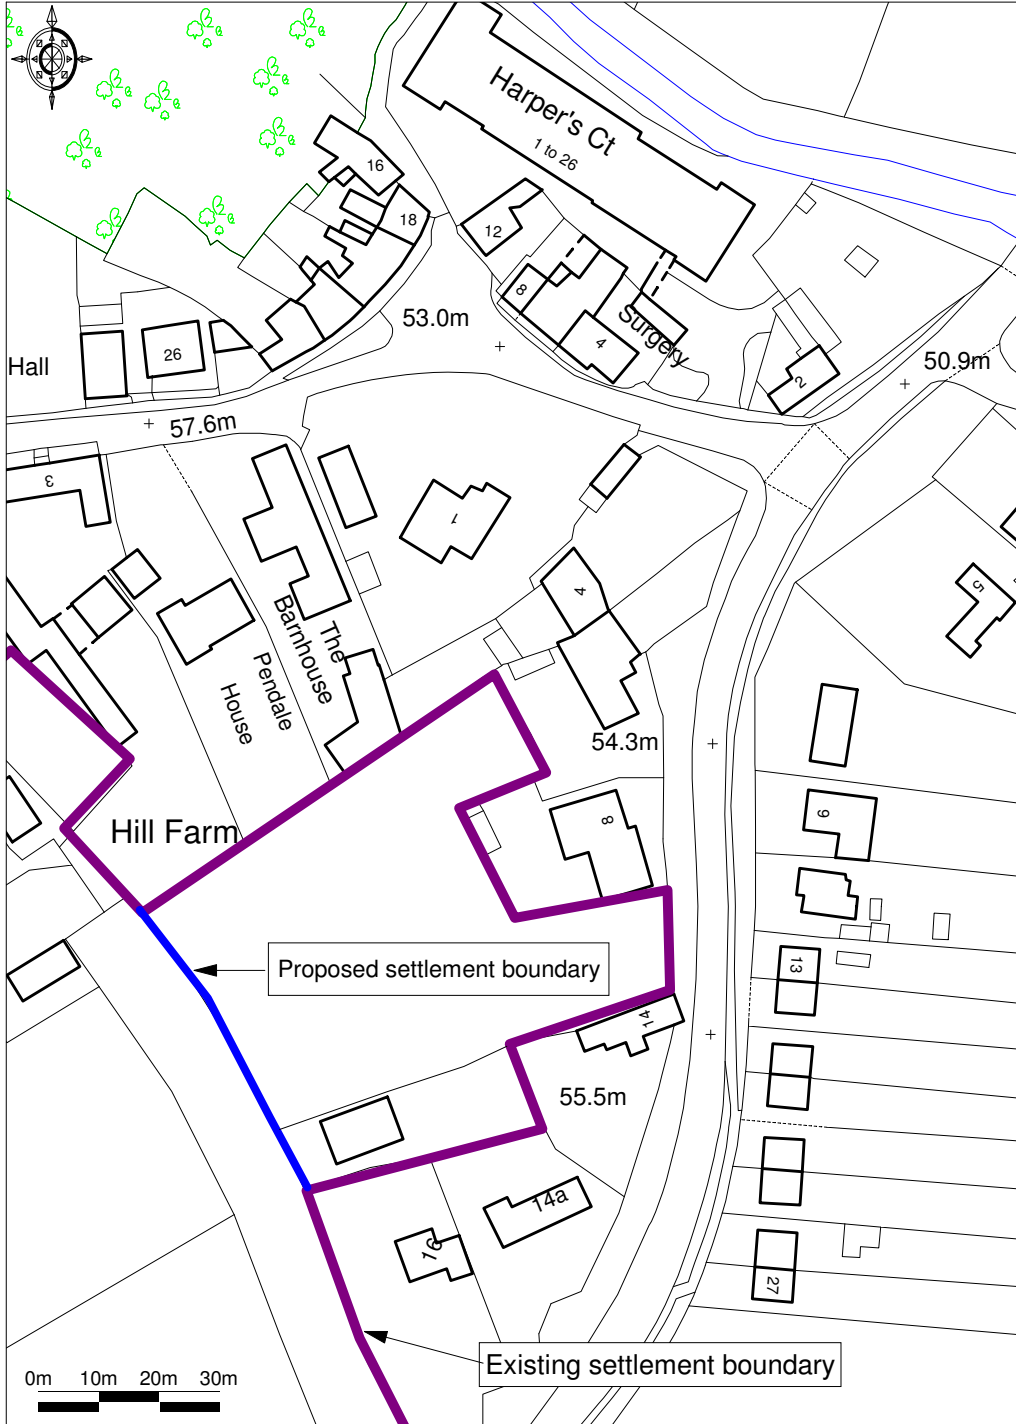 Harper's Ct
1 to 26
16
18
12
8
4
Surgery
2
53.0m
50.9m
Hall
26
57.6m
3
1
5
4
The
Barnhouse
Pendale
House
54.3m
Hill Farm
8
9
Proposed settlement boundary
13
14
55.5m
14a
16
27
Existing settlement boundary
0m 10m 20m 30m